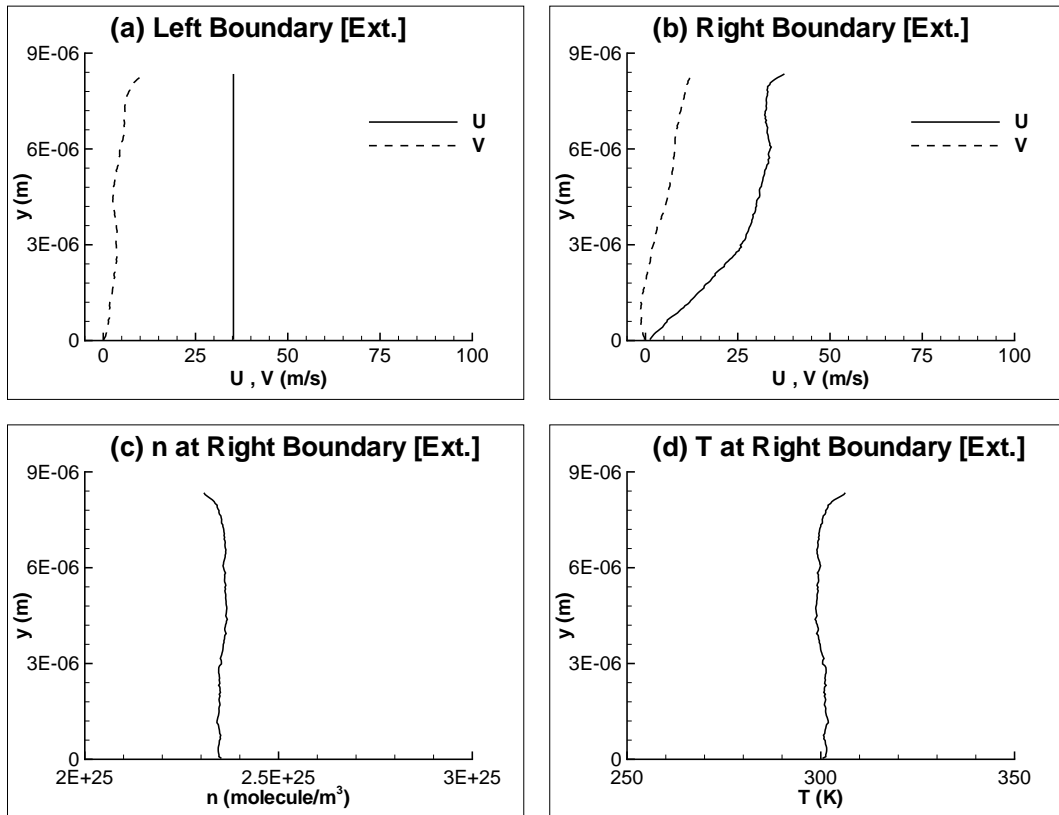 (a) Left Boundary [Ext.]
9E-06
6E-06
3E-06
0
y (m)
0 25 50 75 100
U , V (m/s)
U
V
(b) Right Boundary [Ext.]
9E-06
6E-06
3E-06
0
y (m)
0 25 50 75 100
U , V (m/s)
U
V
(c) n at Right Boundary [Ext.]
9E-06
6E-06
3E-06
0
y (m)
2E+25 2.5E+25 3E+25
n (molecule/m³)
(d) T at Right Boundary [Ext.]
9E-06
6E-06
3E-06
0
y (m)
250 300 350
T (K)